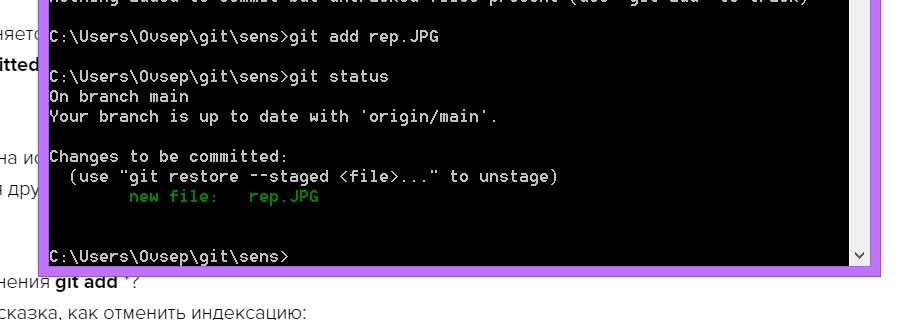 nothing added to commit but untracked files present (use "git add" to track)
няетс
C:\Users\Ovsep\git\sens>git add rep.JPG
itted
C:\Users\Ovsep\git\sens>git status
On branch main
Your branch is up to date with 'origin/main'.
на ис
Changes to be committed:
(use "git restore --staged <file>..." to unstage)
я дру
new file:   rep.JPG
C:\Users\Ovsep\git\sens>
нения git add *?
сказка, как отменить индексацию: